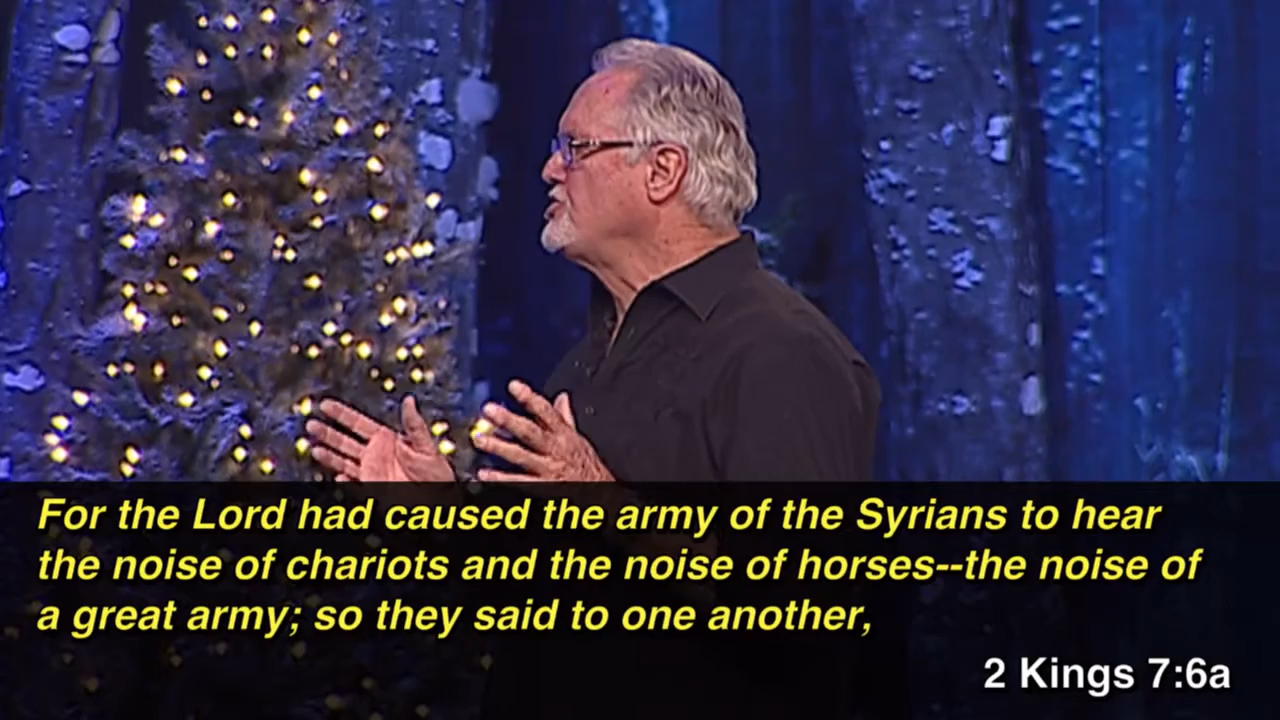 For the Lord had caused the army of the Syrians to hear
the noise of chariots and the noise of horses--the noise of
a great army; so they said to one another,
2 Kings 7:6a